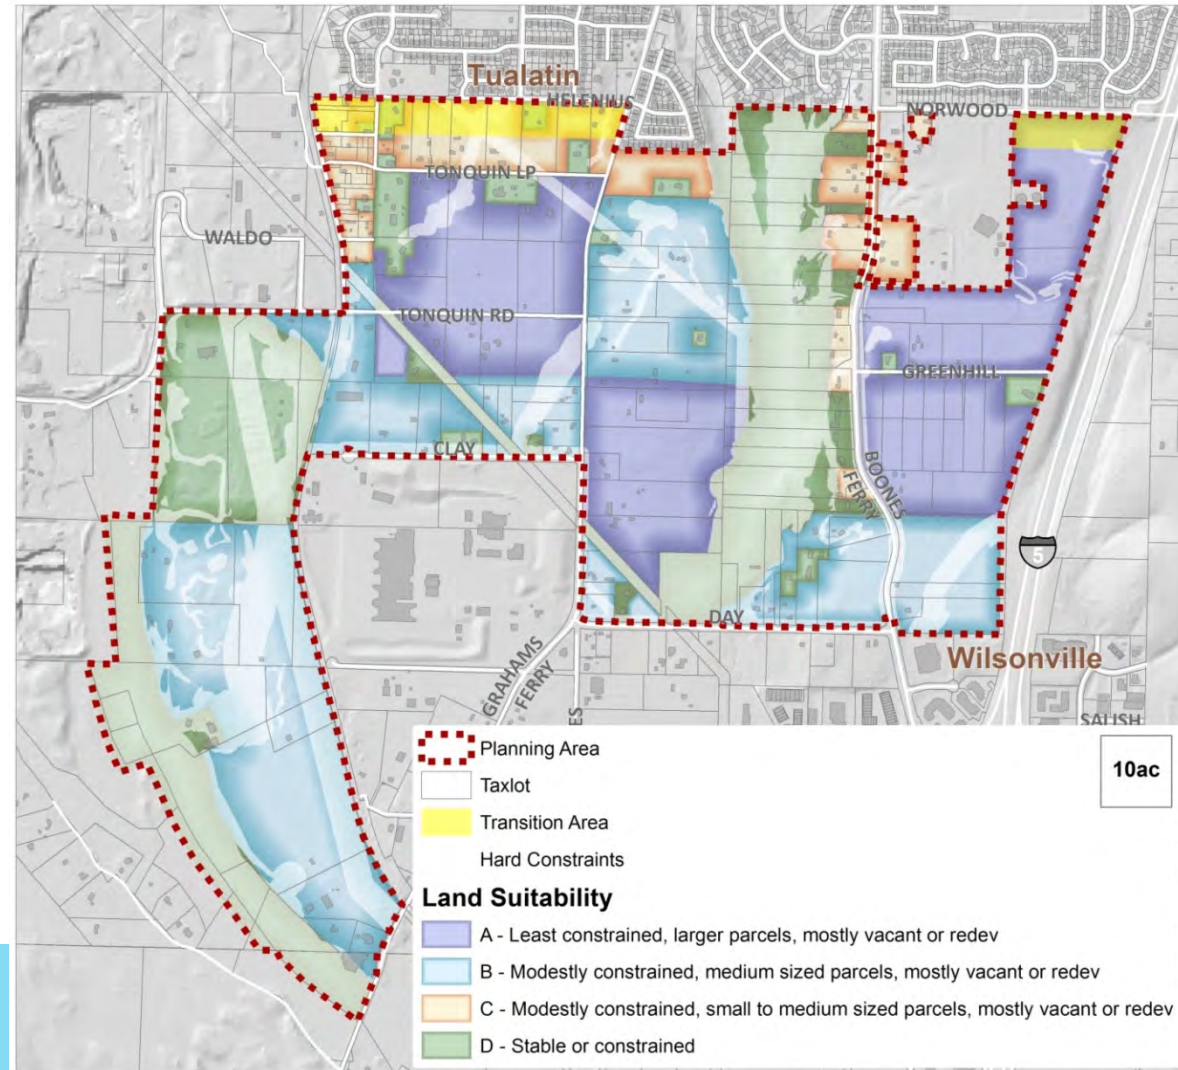 Tualatin
HELENIUS
NORWOOD
TONQUIN LP
WALDO
TONQUIN RD
GREENHILL
CLAY
BOONES
FERRY
5
DAY
Wilsonville
GRAHAMS
FERRY
ES
SALISH
Planning Area
10ac
Taxlot
Transition Area
Hard Constraints
Land Suitability
A - Least constrained, larger parcels, mostly vacant or redev
B - Modestly constrained, medium sized parcels, mostly vacant or redev
C - Modestly constrained, small to medium sized parcels, mostly vacant or redev
D - Stable or constrained